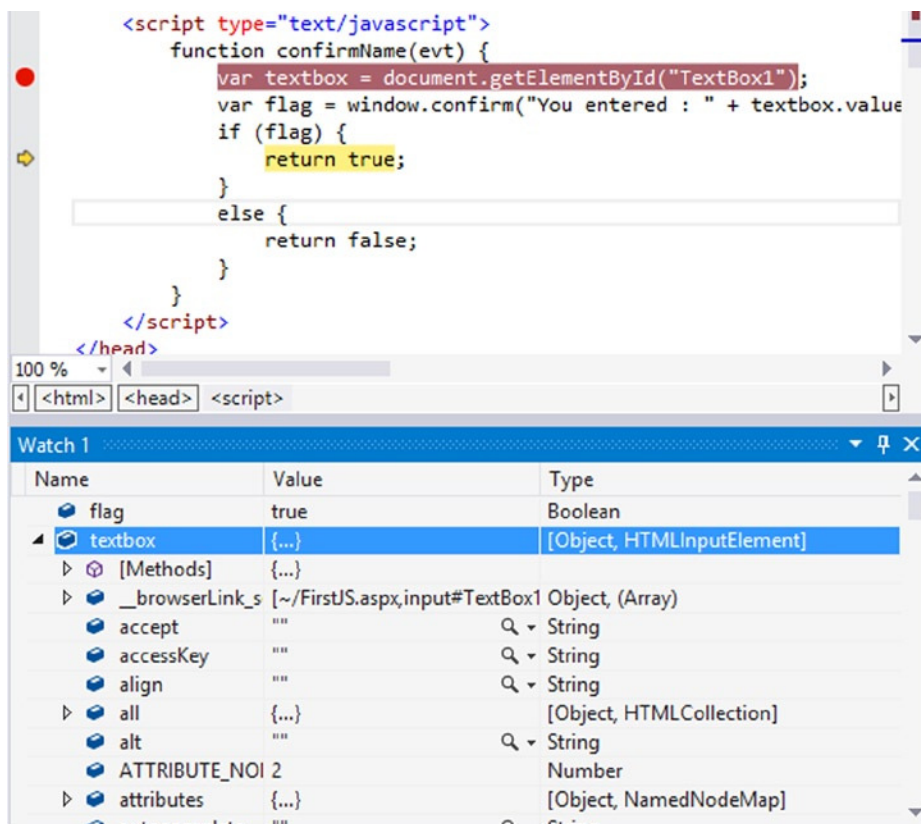 <script type="text/javascript">
function confirmName(evt) {
var textbox = document.getElementById("TextBox1");
var flag = window.confirm("You entered : " + textbox.value
if (flag) {
return true;
}
else {
return false;
}
}
</script>
</head>
100 %
<html> <head> <script>
Watch 1
Name Value Type
flag true Boolean
textbox {...} [Object, HTMLInputElement]
[Methods] {...}
__browserLink_s [~/FirstJS.aspx,input#TextBox1 Object, (Array)
accept "" String
accessKey "" String
align "" String
all {...} [Object, HTMLCollection]
alt "" String
ATTRIBUTE_NO 2 Number
attributes {...} [Object, NamedNodeMap]